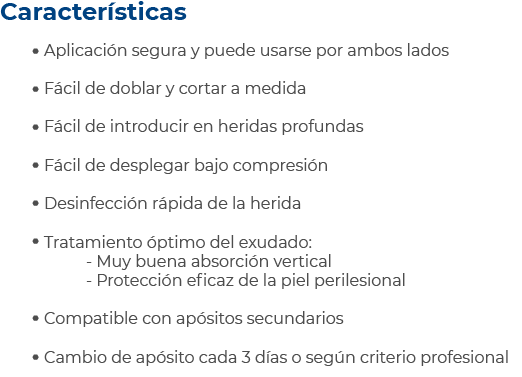 Características
• Aplicación segura y puede usarse por ambos lados
• Fácil de doblar y cortar a medida
• Fácil de introducir en heridas profundas
• Fácil de desplegar bajo compresión
• Desinfección rápida de la herida
• Tratamiento óptimo del exudado:
- Muy buena absorción vertical
- Protección eficaz de la piel perilesional
• Compatible con apósitos secundarios
• Cambio de apósito cada 3 días o según criterio profesional